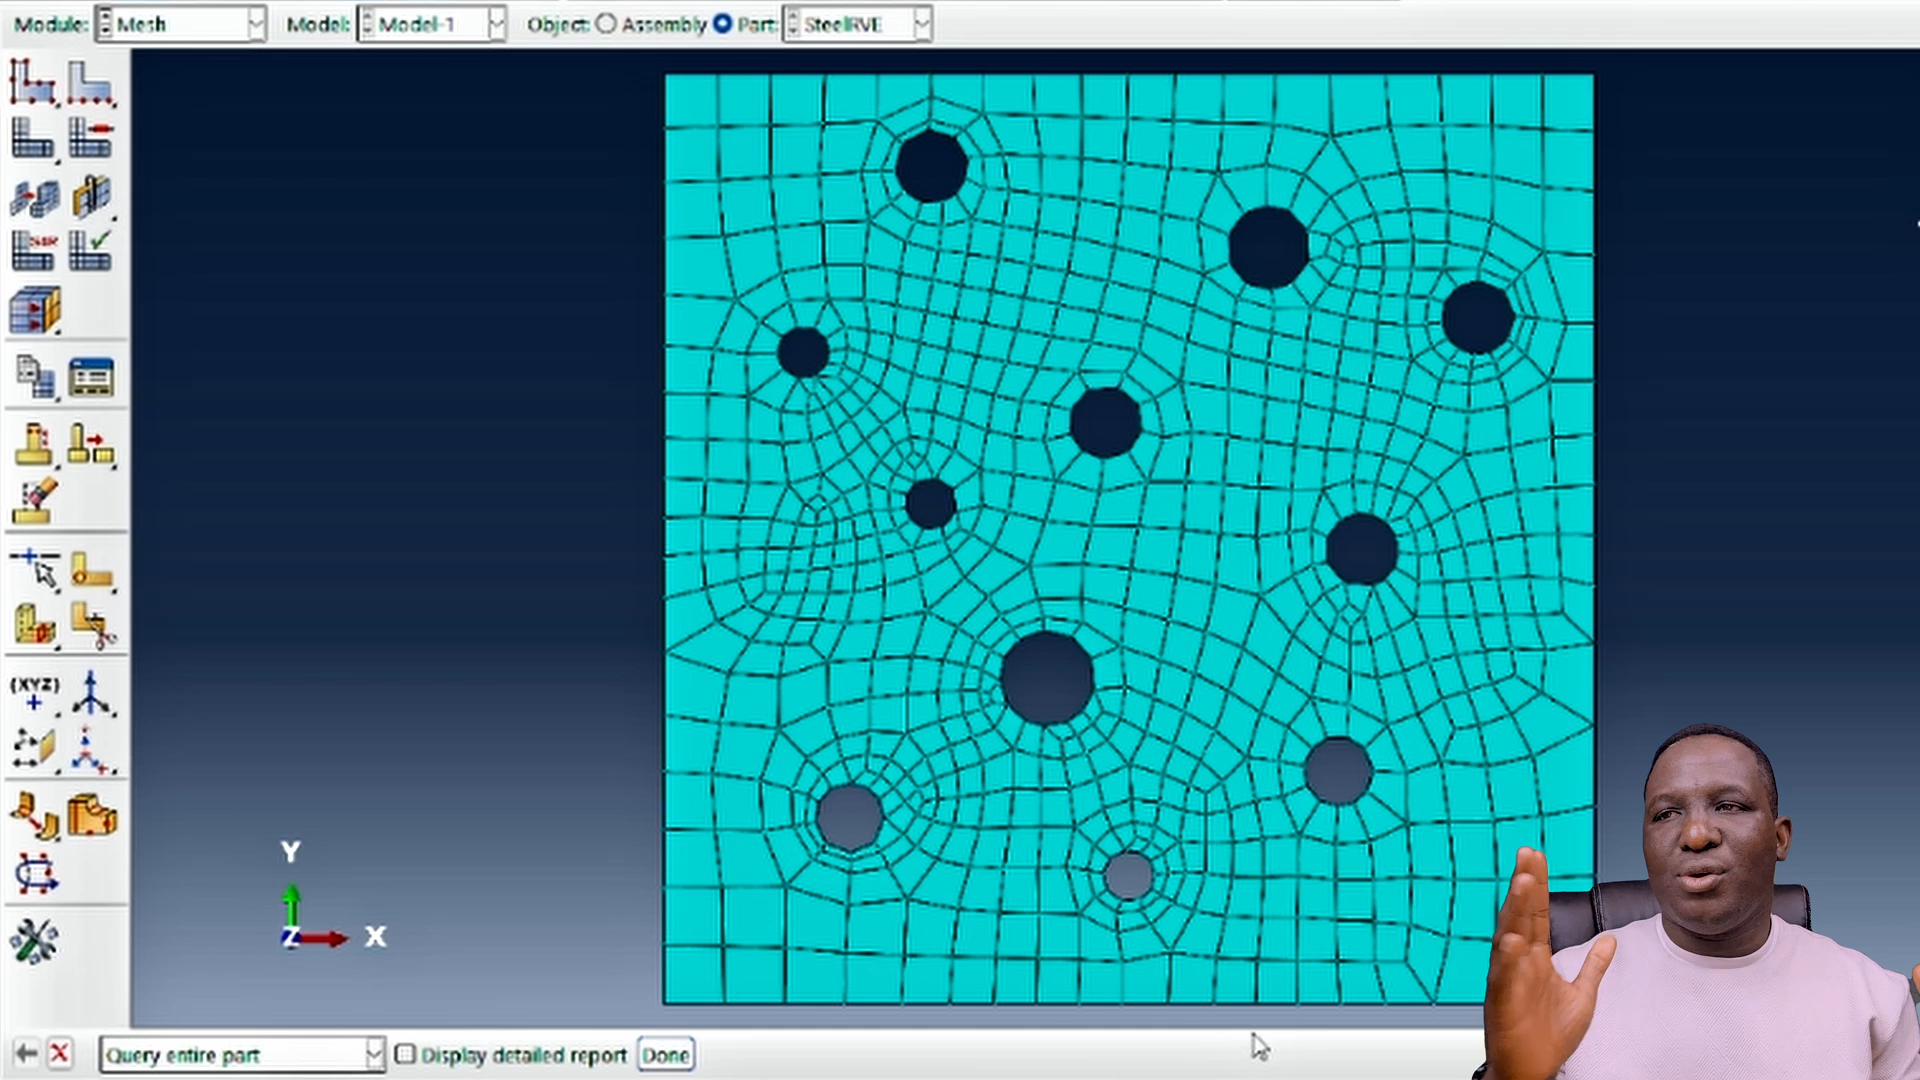 Module: Mesh Model: Model-1 Object: Assembly Part: SteelRVE
(XYZ)
Y
Z X
Query entire part Display detailed report Done